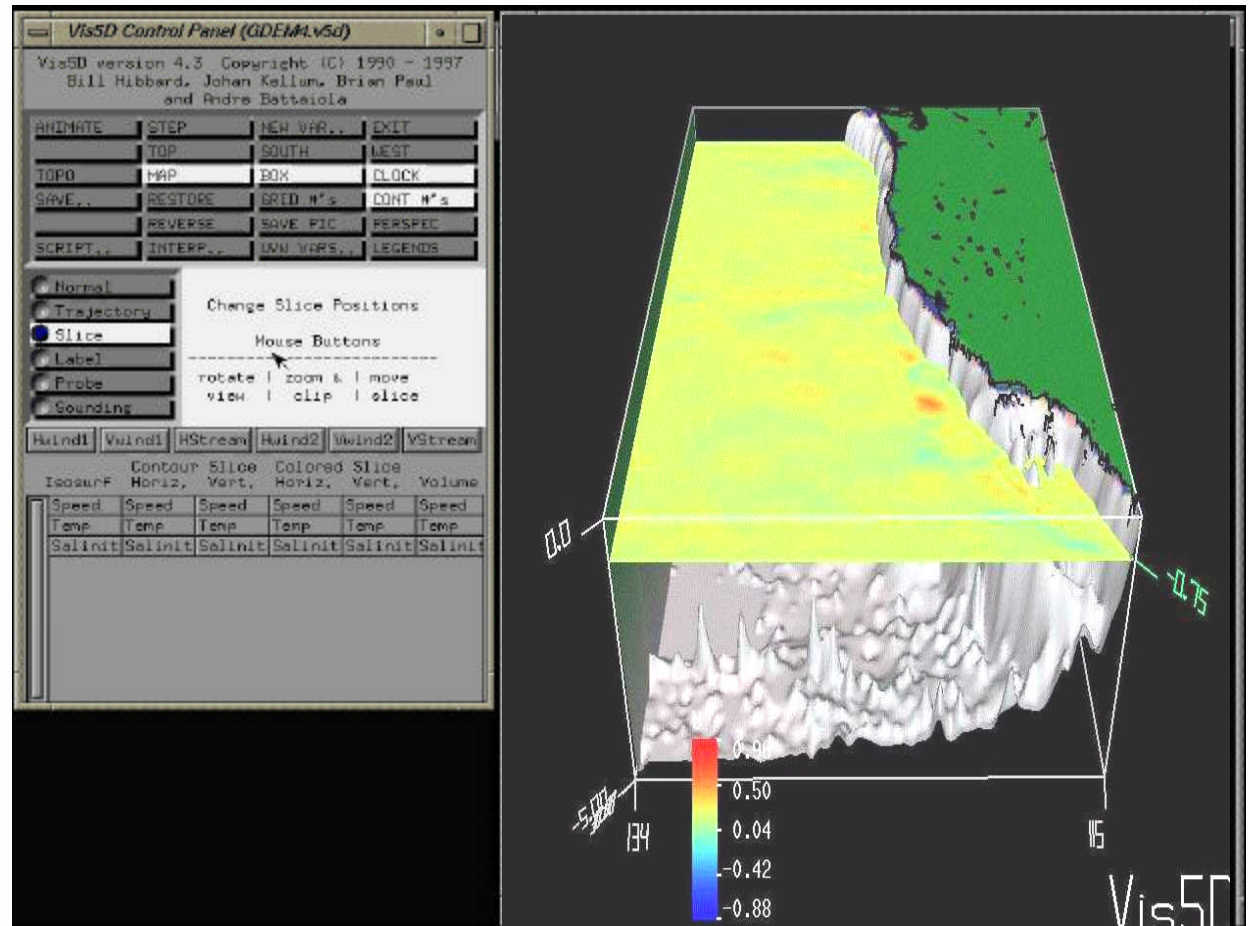 Vis5D Control Panel (GDEM4.v5d)
Vis5D version 4.3 Copyright (C) 1990 - 1997
Bill Hibbard, Johan Kellum, Brian Paul
and Andre Battaiola
ANIMATE STEP NEW VAR.. EXIT
TOP SOUTH WEST
TOPO MAP BOX CLOCK
SAVE.. RESTORE GRID #'s CONT #'s
REVERSE SAVE PIC PERSPEC
SCRIPT.. INTERP.. UVW VARS.. LEGENDS
Normal
Trajectory
Slice
Label
Probe
Sounding
Change Slice Positions
Mouse Buttons
rotate | zoom & | move
view | clip | slice
Hwind1 Vwind1 HStream Hwind2 Vwind2 VStream
Contour Slice Colored Slice
Isosurf Horiz. Vert. Horiz. Vert. Volume
Speed Speed Speed Speed Speed Speed
Temp Temp Temp Temp Temp Temp
Salinit Salinit Salinit Salinit Salinit Salinit
0.0
-0.75
-5.00
134
115
0.96
0.50
0.04
-0.42
-0.88
Vis5D